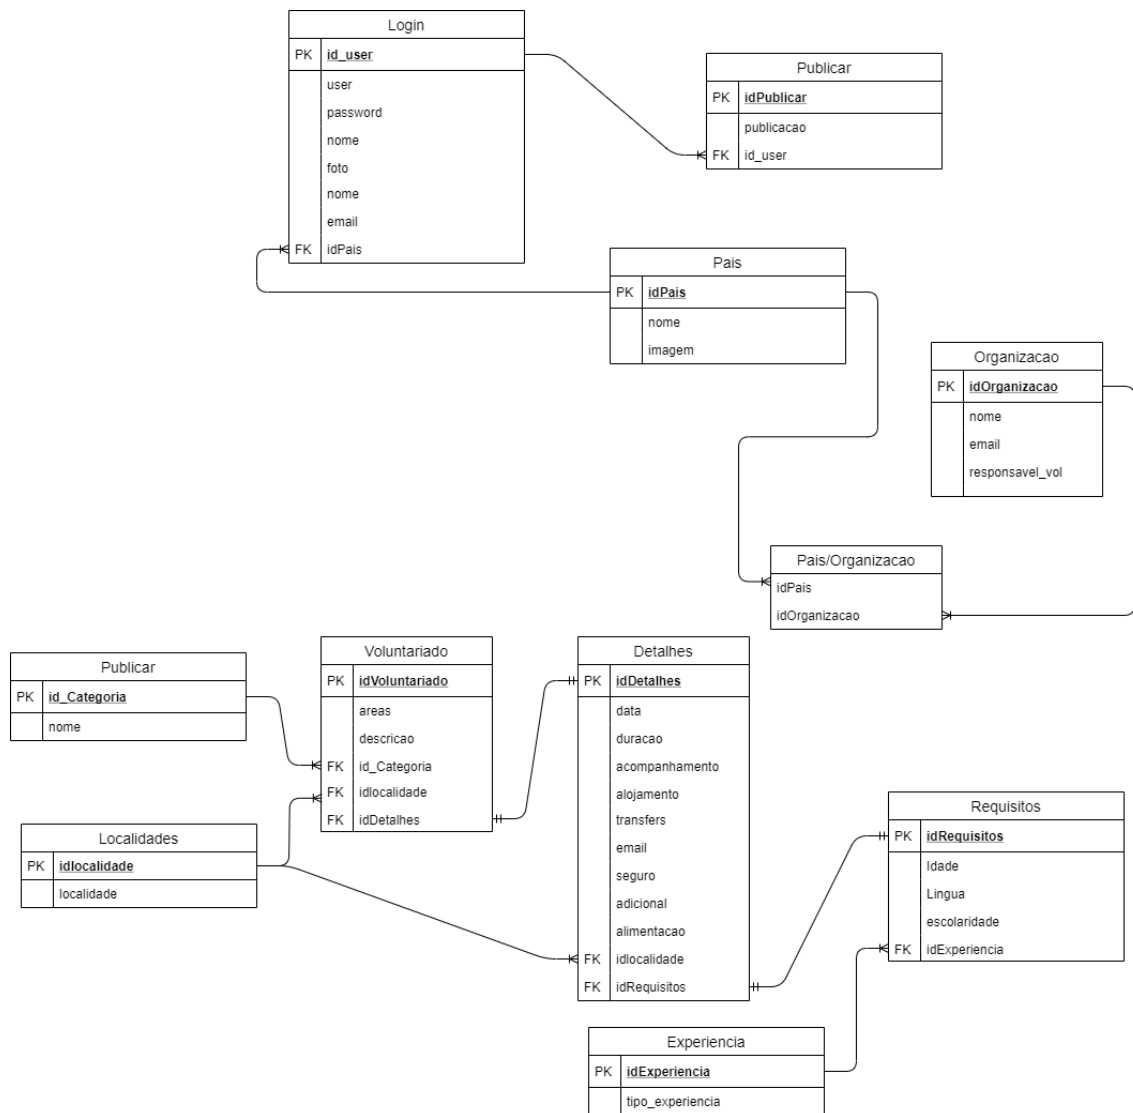 Login
PK id_user
user
password
nome
foto
nome
email
FK idPais
Publicar
PK idPublicar
publicacao
FK id_user
Pais
PK idPais
nome
imagem
Organizacao
PK idOrganizacao
nome
email
responsavel_vol
Pais/Organizacao
idPais
idOrganizacao
Publicar
PK id_Categoria
nome
Localidades
PK idlocalidade
localidade
Voluntariado
PK idVoluntariado
areas
descricao
FK id_Categoria
FK idlocalidade
FK idDetalhes
Detalhes
PK idDetalhes
data
duracao
acompanhamento
alojamento
transfers
email
seguro
adicional
alimentacao
FK idlocalidade
FK idRequisitos
Requisitos
PK idRequisitos
Idade
Lingua
escolaridade
FK idExperiencia
Experiencia
PK idExperiencia
tipo_experiencia